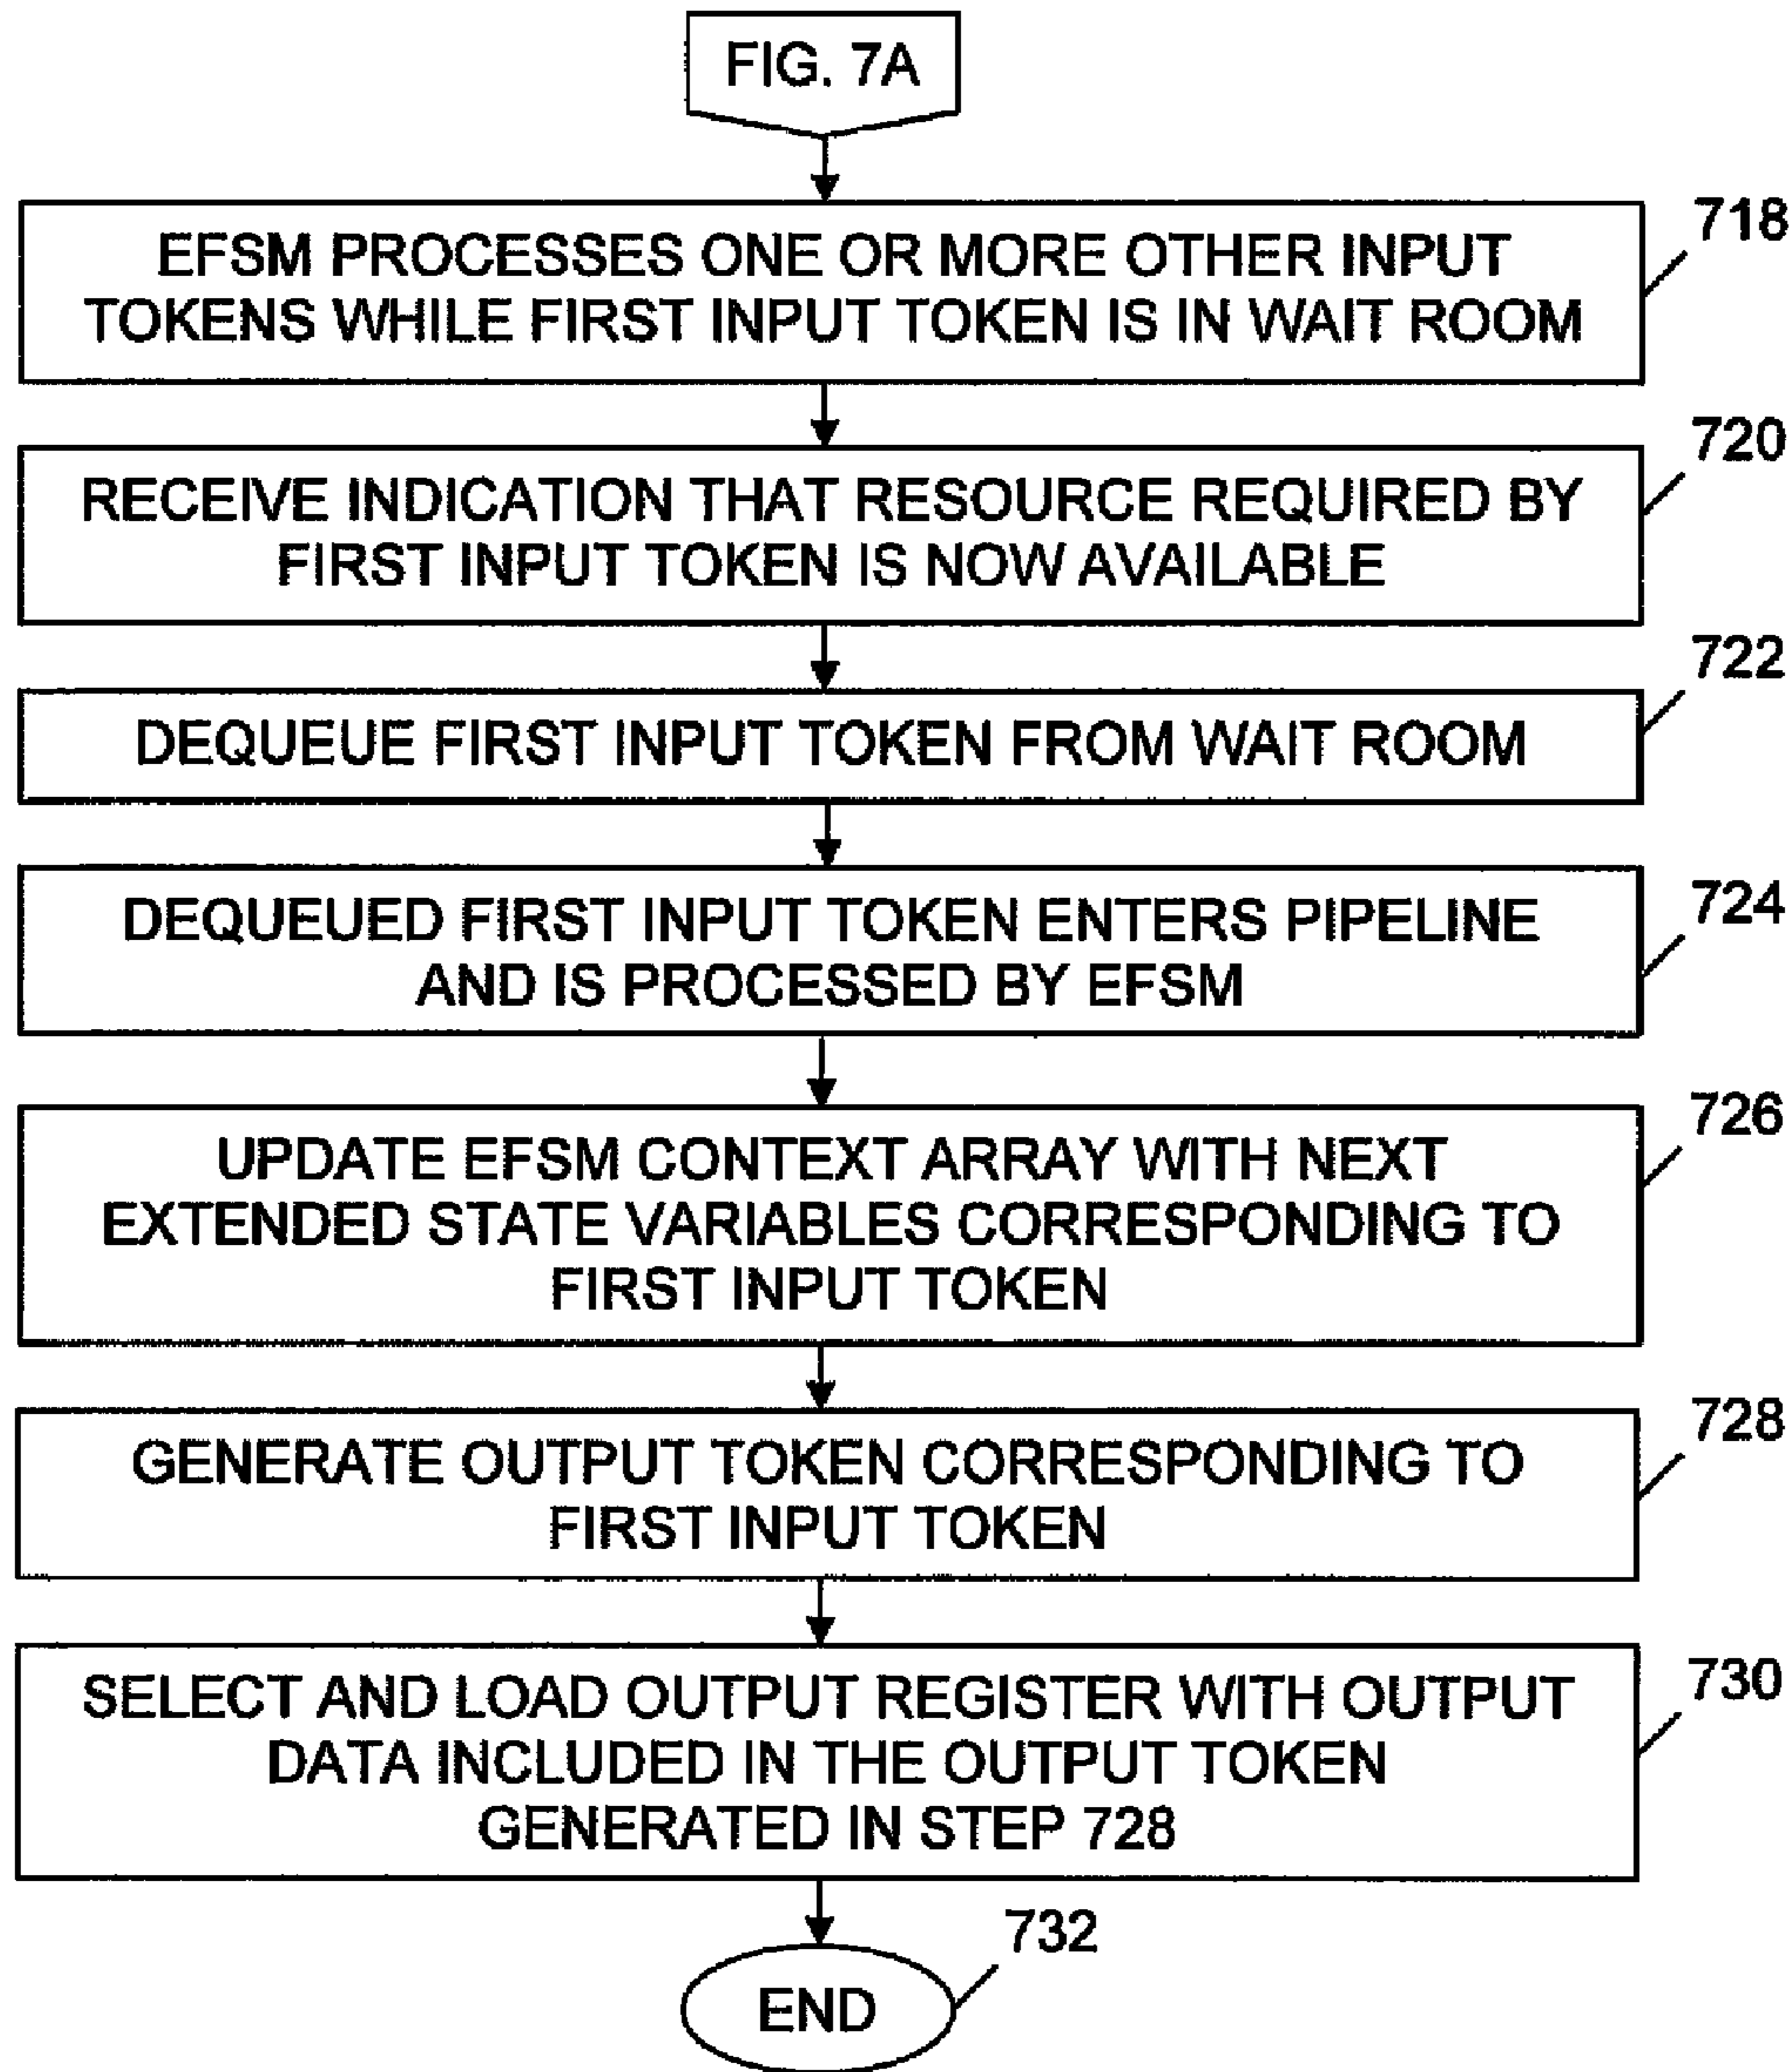 FIG. 7A
718
EFSM PROCESSES ONE OR MORE OTHER INPUT
TOKENS WHILE FIRST INPUT TOKEN IS IN WAIT ROOM
720
RECEIVE INDICATION THAT RESOURCE REQUIRED BY
FIRST INPUT TOKEN IS NOW AVAILABLE
722
DEQUEUE FIRST INPUT TOKEN FROM WAIT ROOM
724
DEQUEUED FIRST INPUT TOKEN ENTERS PIPELINE
AND IS PROCESSED BY EFSM
726
UPDATE EFSM CONTEXT ARRAY WITH NEXT
EXTENDED STATE VARIABLES CORRESPONDING TO
FIRST INPUT TOKEN
728
GENERATE OUTPUT TOKEN CORRESPONDING TO
FIRST INPUT TOKEN
730
SELECT AND LOAD OUTPUT REGISTER WITH OUTPUT
DATA INCLUDED IN THE OUTPUT TOKEN
GENERATED IN STEP 728
732
END